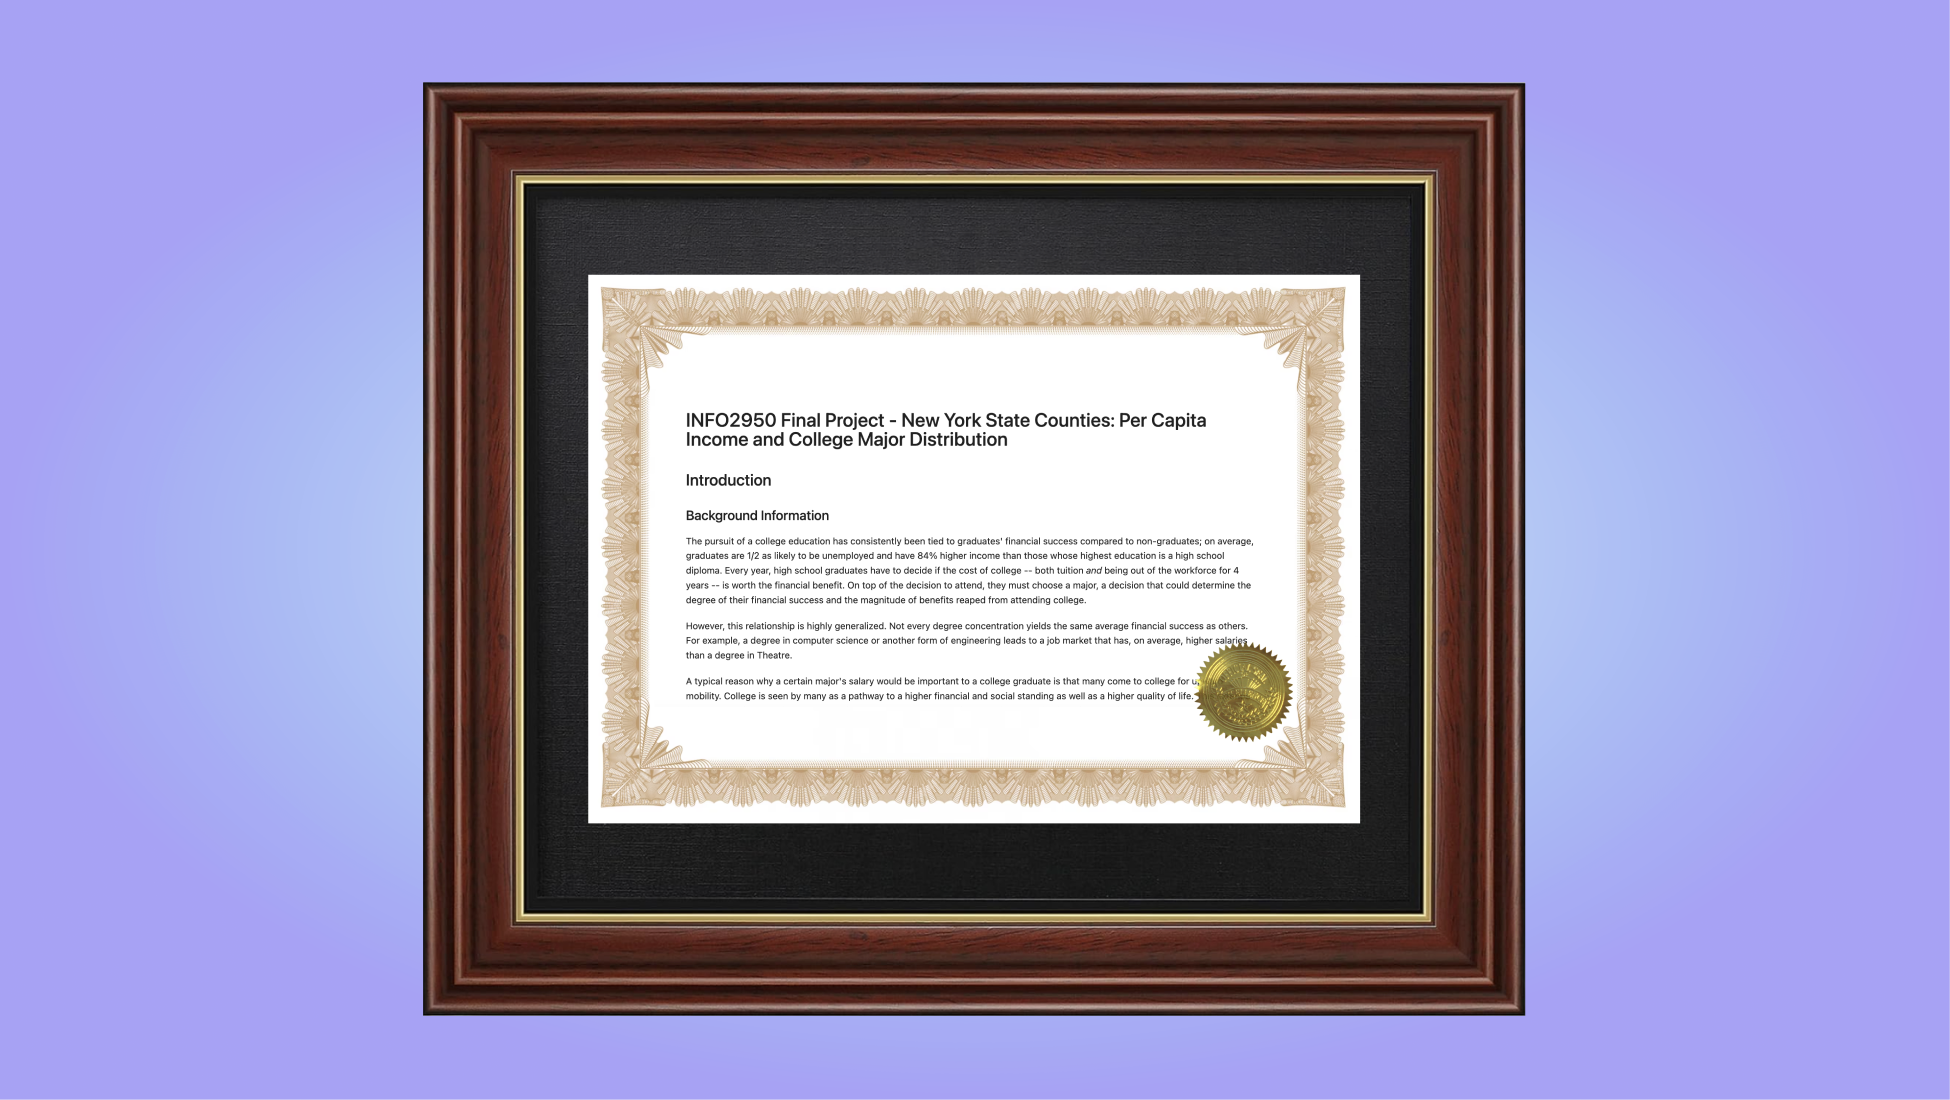 INFO2950 Final Project - New York State Counties: Per Capita
Income and College Major Distribution
Introduction
Background Information
The pursuit of a college education has consistently been tied to graduates' financial success compared to non-graduates; on average,
graduates are 1/2 as likely to be unemployed and have 84% higher income than those whose highest education is a high school
diploma. Every year, high school graduates have to decide if the cost of college -- both tuition and being out of the workforce for 4
years -- is worth the financial benefit. On top of the decision to attend, they must choose a major, a decision that could determine the
degree of their financial success and the magnitude of benefits reaped from attending college.
However, this relationship is highly generalized. Not every degree concentration yields the same average financial success as others.
For example, a degree in computer science or another form of engineering leads to a job market that has, on average, higher salaries
than a degree in Theatre.
A typical reason why a certain major's salary would be important to a college graduate is that many come to college for
mobility. College is seen by many as a pathway to a higher financial and social standing as well as a higher quality of life.